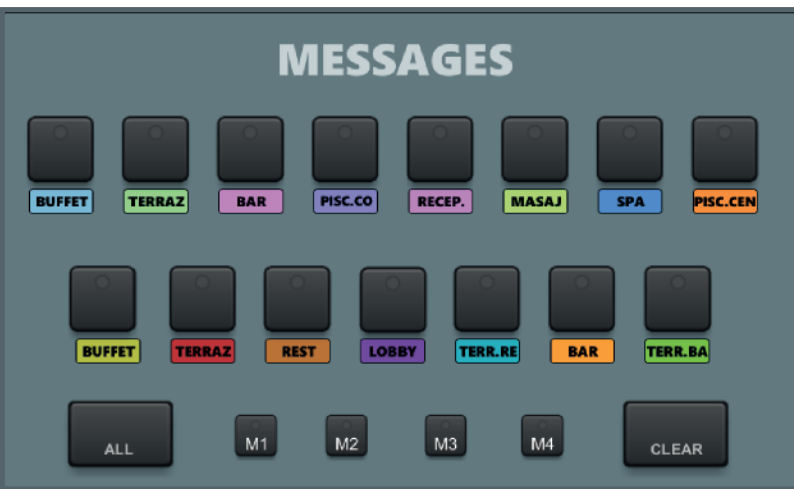 MESSAGES
BUFFET TERRAZ BAR PISC.CO RECEP. MASAJ SPA PISC.CEN
BUFFET TERRAZ REST LOBBY TERR.RE BAR TERR.BA
ALL M1 M2 M3 M4 CLEAR